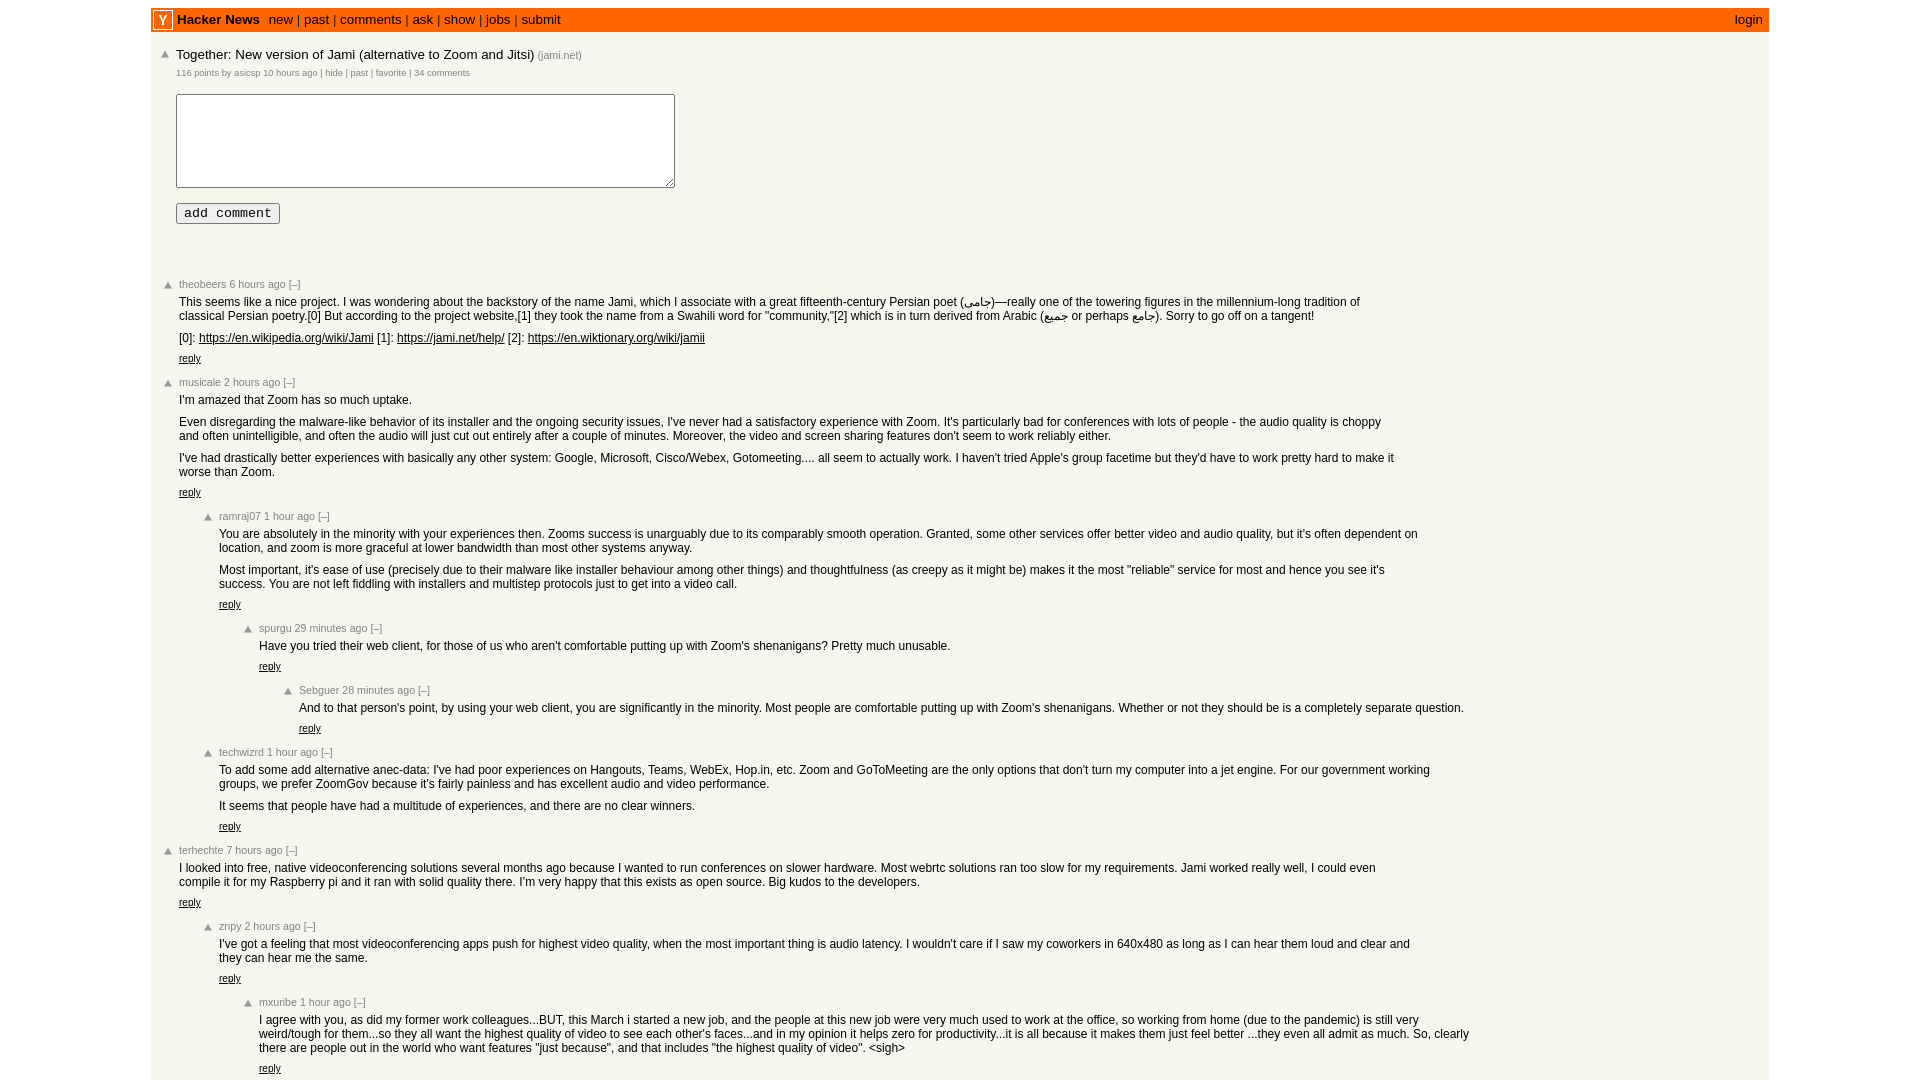 Y Hacker News new | past | comments | ask | show | jobs | submit login
Together: New version of Jami (alternative to Zoom and Jitsi) (jami.net)
116 points by asicsp 10 hours ago | hide | past | favorite | 34 comments
add comment
theobeers 6 hours ago [–]
This seems like a nice project. I was wondering about the backstory of the name Jami, which I associate with a great fifteenth-century Persian poet (جامی)—really one of the towering figures in the millennium-long tradition of
classical Persian poetry.[0] But according to the project website,[1] they took the name from a Swahili word for "community,"[2] which is in turn derived from Arabic (جميع or perhaps جامع). Sorry to go off on a tangent!
[0]: https://en.wikipedia.org/wiki/Jami [1]: https://jami.net/help/ [2]: https://en.wiktionary.org/wiki/jamii
reply
musicale 2 hours ago [–]
I'm amazed that Zoom has so much uptake.
Even disregarding the malware-like behavior of its installer and the ongoing security issues, I've never had a satisfactory experience with Zoom. It's particularly bad for conferences with lots of people - the audio quality is choppy
and often unintelligible, and often the audio will just cut out entirely after a couple of minutes. Moreover, the video and screen sharing features don't seem to work reliably either.
I've had drastically better experiences with basically any other system: Google, Microsoft, Cisco/Webex, Gotomeeting.... all seem to actually work. I haven't tried Apple's group facetime but they'd have to work pretty hard to make it
worse than Zoom.
reply
ramraj07 1 hour ago [–]
You are absolutely in the minority with your experiences then. Zooms success is unarguably due to its comparably smooth operation. Granted, some other services offer better video and audio quality, but it's often dependent on
location, and zoom is more graceful at lower bandwidth than most other systems anyway.
Most important, it's ease of use (precisely due to their malware like installer behaviour among other things) and thoughtfulness (as creepy as it might be) makes it the most "reliable" service for most and hence you see it's
success. You are not left fiddling with installers and multistep protocols just to get into a video call.
reply
spurgu 29 minutes ago [–]
Have you tried their web client, for those of us who aren't comfortable putting up with Zoom's shenanigans? Pretty much unusable.
reply
Sebguer 28 minutes ago [–]
And to that person's point, by using your web client, you are significantly in the minority. Most people are comfortable putting up with Zoom's shenanigans. Whether or not they should be is a completely separate question.
reply
techwizrd 1 hour ago [–]
To add some add alternative anec-data: I've had poor experiences on Hangouts, Teams, WebEx, Hop.in, etc. Zoom and GoToMeeting are the only options that don't turn my computer into a jet engine. For our government working
groups, we prefer ZoomGov because it's fairly painless and has excellent audio and video performance.
It seems that people have had a multitude of experiences, and there are no clear winners.
reply
terhechte 7 hours ago [–]
I looked into free, native videoconferencing solutions several months ago because I wanted to run conferences on slower hardware. Most webrtc solutions ran too slow for my requirements. Jami worked really well, I could even
compile it for my Raspberry pi and it ran with solid quality there. I’m very happy that this exists as open source. Big kudos to the developers.
reply
znpy 2 hours ago [–]
I've got a feeling that most videoconferencing apps push for highest video quality, when the most important thing is audio latency. I wouldn't care if I saw my coworkers in 640x480 as long as I can hear them loud and clear and
they can hear me the same.
reply
mxuribe 1 hour ago [–]
I agree with you, as did my former work colleagues...BUT, this March i started a new job, and the people at this new job were very much used to work at the office, so working from home (due to the pandemic) is still very
weird/tough for them...so they all want the highest quality of video to see each other's faces...and in my opinion it helps zero for productivity...it is all because it makes them just feel better ...they even all admit as much. So, clearly
there are people out in the world who want features "just because", and that includes "the highest quality of video". <sigh>
reply